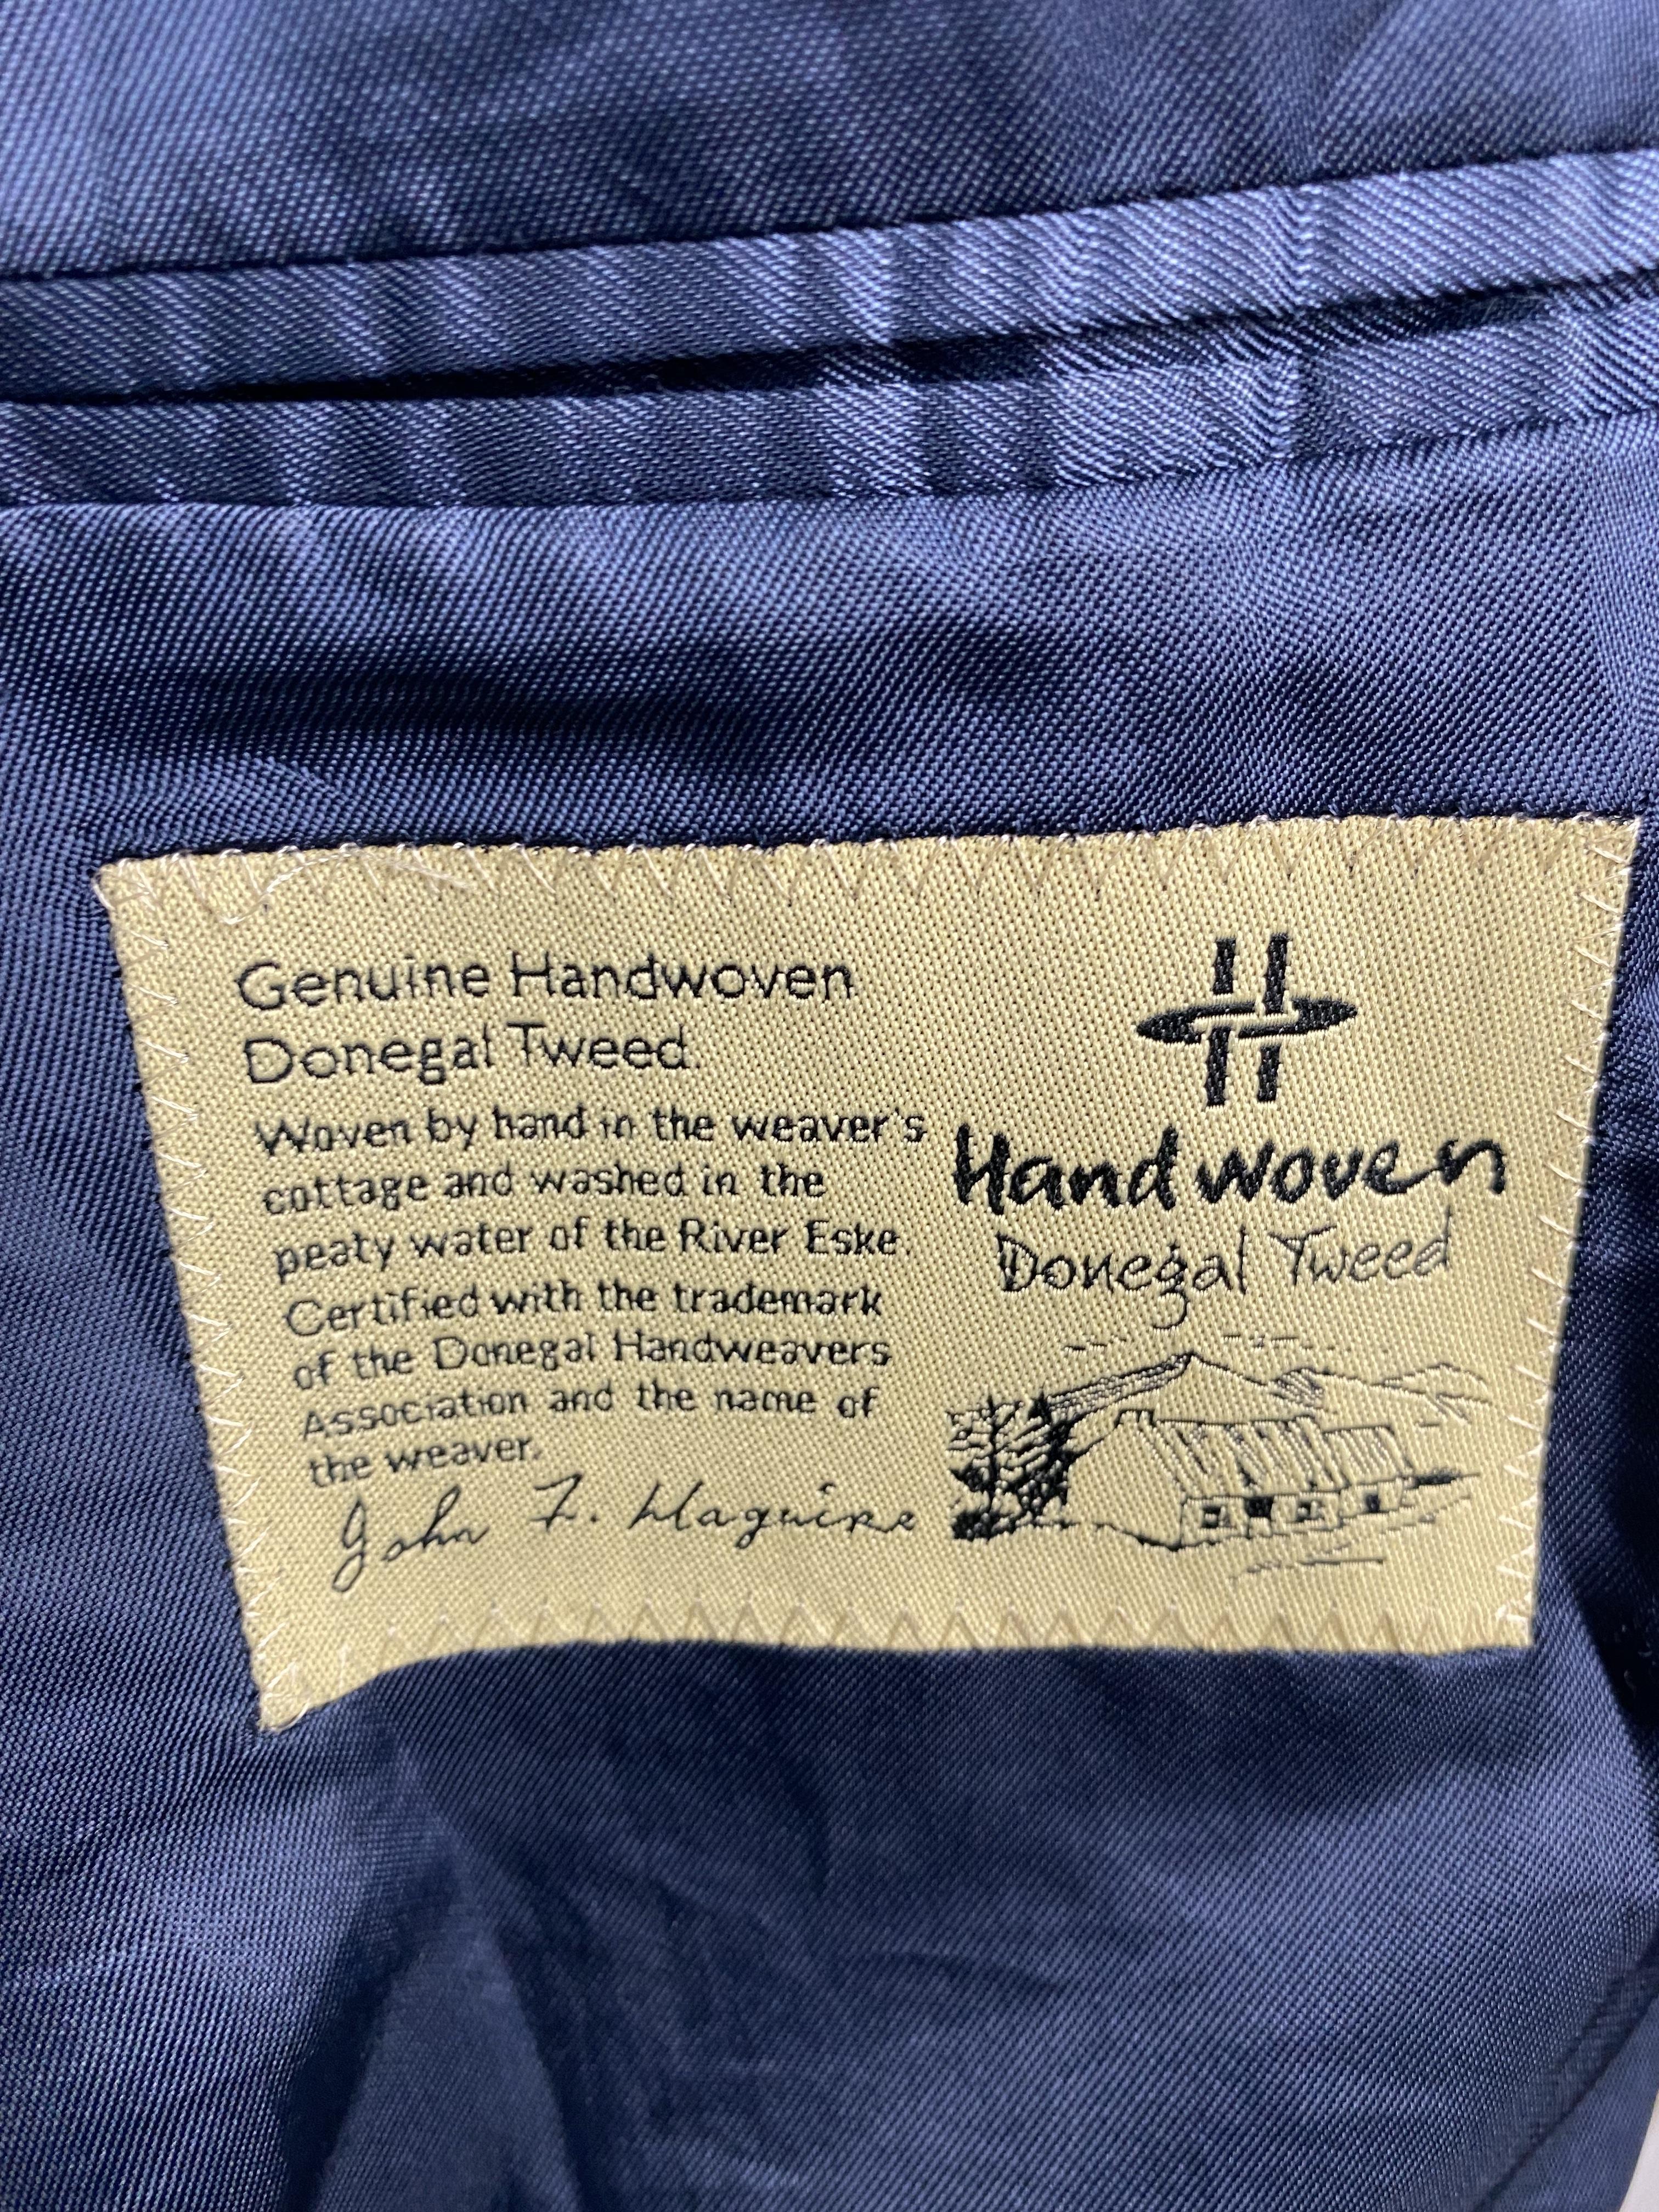 Genuine Handwoven
Donegal Tweed.
Woven by hand in the weaver's
cottage and washed in the
peaty water of the River Eske.
Certified with the trademark
of the Donegal Handweavers
Association and the name of
the weaver.
John F. Maguire
Handwoven
Donegal Tweed